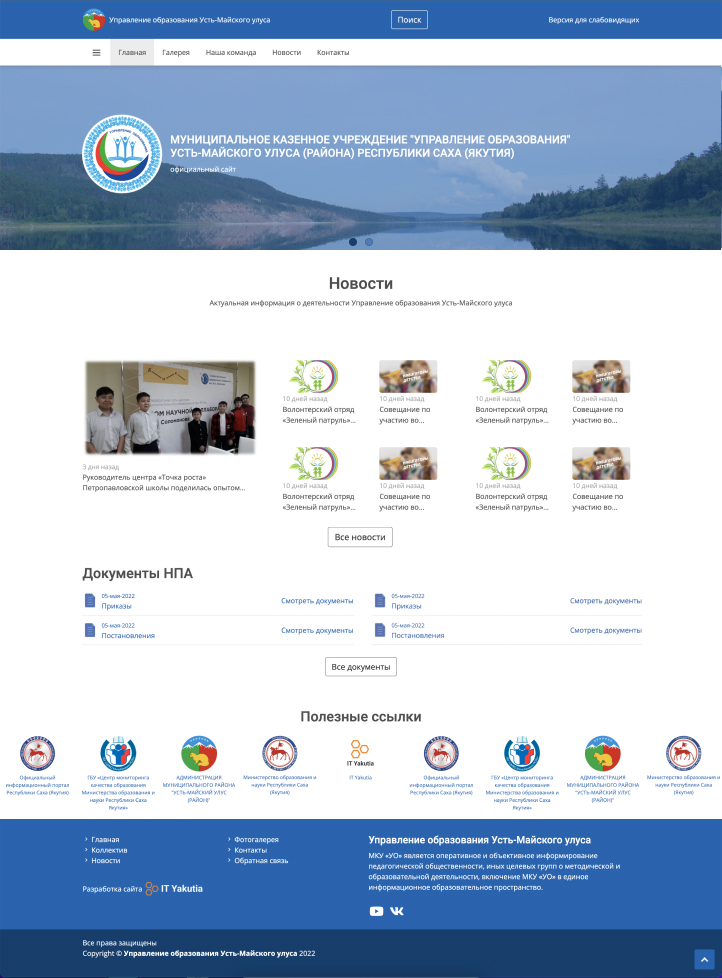 Управление образования Усть-Майского улуса
Поиск
Версия для слабовидящих
Главная
Галерея
Наша команда
Новости
Контакты
МУНИЦИПАЛЬНОЕ КАЗЕННОЕ УЧРЕЖДЕНИЕ "УПРАВЛЕНИЕ ОБРАЗОВАНИЯ"
УСТЬ-МАЙСКОГО УЛУСА (РАЙОНА) РЕСПУБЛИКИ САХА (ЯКУТИЯ)
официальный сайт
Новости
Актуальная информация о деятельности Управление образования Усть-Майского улуса
3 дня назад
Руководитель центра «Точка роста»
Петропавловской школы поделилась опытом...
10 дней назад
Волонтерский отряд
«Зеленый патруль»...
10 дней назад
Совещание по
участию во...
10 дней назад
Волонтерский отряд
«Зеленый патруль»...
10 дней назад
Совещание по
участию во...
10 дней назад
Волонтерский отряд
«Зеленый патруль»...
10 дней назад
Совещание по
участию во...
10 дней назад
Волонтерский отряд
«Зеленый патруль»...
10 дней назад
Совещание по
участию во...
Все новости
Документы НПА
05-мая-2022
Приказы
Смотреть документы
05-мая-2022
Приказы
Смотреть документы
05-мая-2022
Постановления
Смотреть документы
05-мая-2022
Постановления
Смотреть документы
Все документы
Полезные ссылки
Официальный
информационный портал
Республики Саха (Якутия)
ГБУ «Центр мониторинга
качества образования
Министерства образования и
науки Республики Саха
Якутия»
АДМИНИСТРАЦИЯ
МУНИЦИПАЛЬНОГО РАЙОНА
"УСТЬ-МАЙСКИЙ УЛУС
(РАЙОН)"
Министерство образования и
науки Республики Саха
(Якутия)
IT Yakutia
IT Yakutia
Официальный
информационный портал
Республики Саха (Якутия)
ГБУ «Центр мониторинга
качества образования
Министерства образования и
науки Республики Саха
Якутия»
АДМИНИСТРАЦИЯ
МУНИЦИПАЛЬНОГО РАЙОНА
"УСТЬ-МАЙСКИЙ УЛУС
(РАЙОН)"
Министерство образования и
науки Республики Саха
(Якутия)
Главная
Коллектив
Новости
Фотогалерея
Контакты
Обратная связь
Разработка сайта IT Yakutia
Управление образования Усть-Майского улуса
МКУ «УО» является оперативное и объективное информирование
педагогической общественности, иных целевых групп о методической и
образовательной деятельности, включение МКУ «УО» в единое
информационное образовательное пространство.
Все права защищены
Copyright © Управление образования Усть-Майского улуса 2022